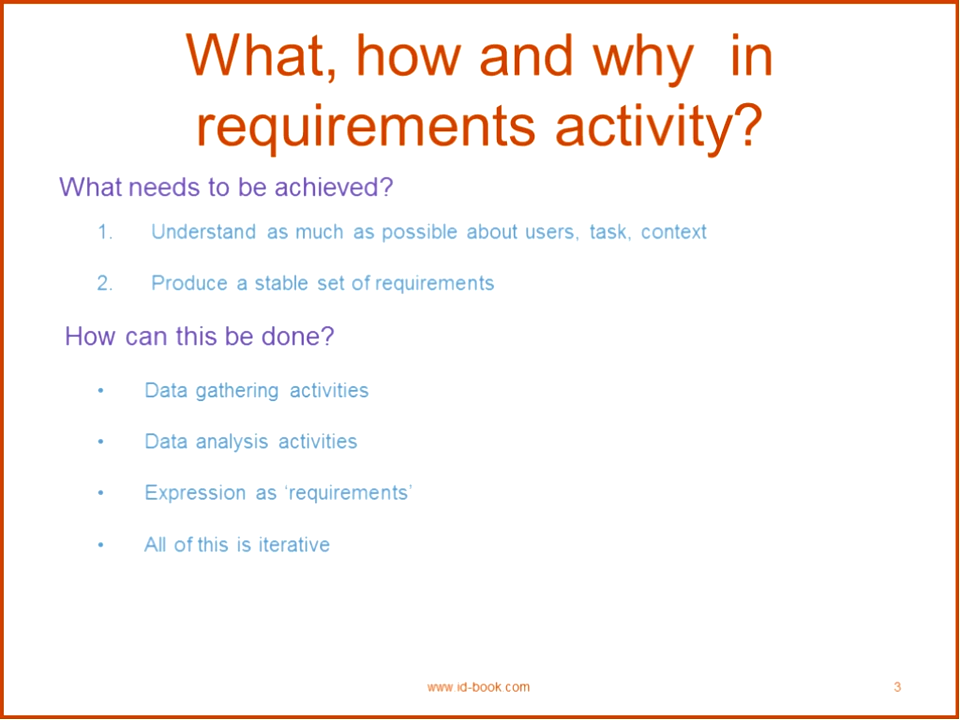 What, how and why in
requirements activity?
What needs to be achieved?
1. Understand as much as possible about users, task, context
2. Produce a stable set of requirements
How can this be done?
• Data gathering activities
• Data analysis activities
• Expression as ‘requirements’
• All of this is iterative
www.id-book.com
3